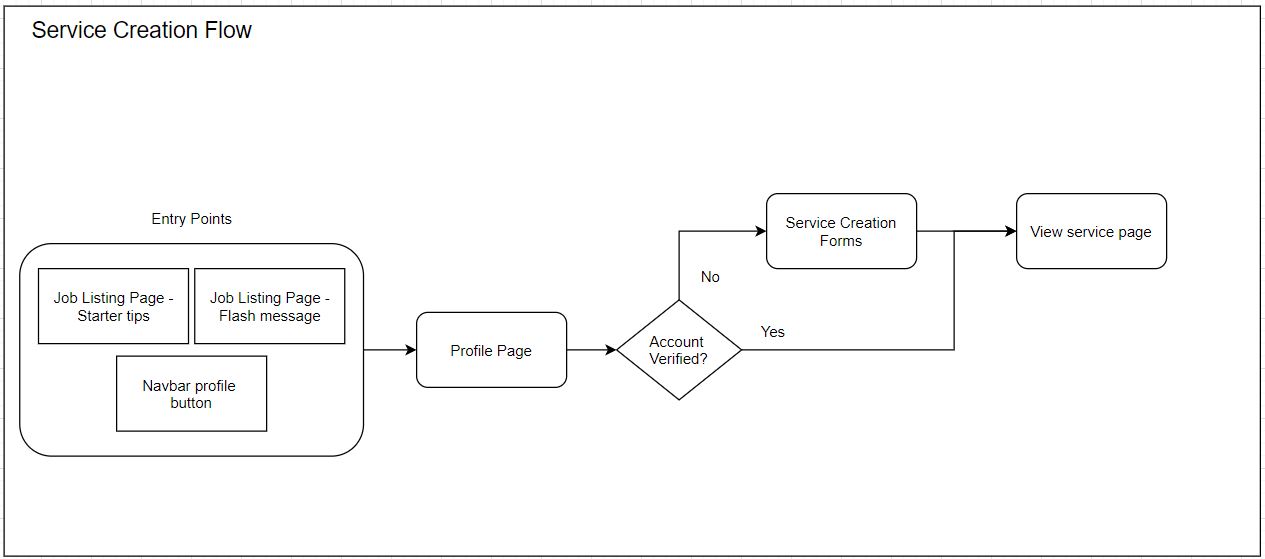 Service Creation Flow
Entry Points
Job Listing Page -
Starter tips
Job Listing Page -
Flash message
Navbar profile
button
Profile Page
Account
Verified?
No
Yes
Service Creation
Forms
View service page